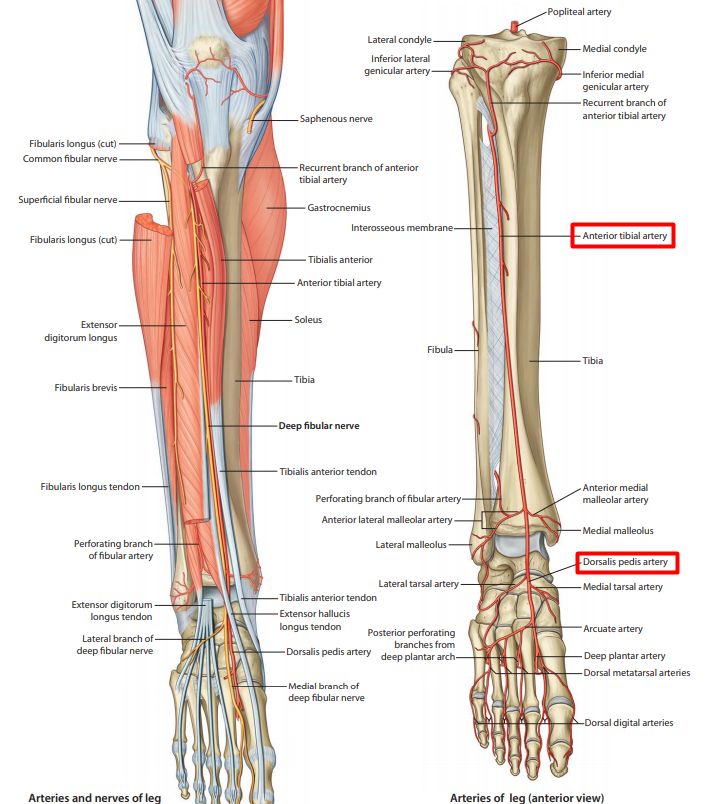 Popliteal artery
Lateral condyle
Medial condyle
Inferior lateral
genicular artery
Inferior medial
genicular artery
Recurrent branch of
anterior tibial artery
Saphenous nerve
Fibularis longus (cut)
Common fibular nerve
Recurrent branch of anterior
tibial artery
Superficial fibular nerve
Gastrocnemius
Interosseous membrane
Anterior tibial artery
Fibularis longus (cut)
Tibialis anterior
Anterior tibial artery
Extensor
digitorum longus
Soleus
Fibula
Tibia
Fibularis brevis
Tibia
Deep fibular nerve
Fibularis longus tendon
Tibialis anterior tendon
Perforating branch of fibular artery
Anterior medial
malleolar artery
Anterior lateral malleolar artery
Medial malleolus
Perforating branch
of fibular artery
Lateral malleolus
Dorsalis pedis artery
Lateral tarsal artery
Medial tarsal artery
Extensor digitorum
longus tendon
Tibialis anterior tendon
Extensor hallucis
longus tendon
Lateral branch of
deep fibular nerve
Posterior perforating
branches from
deep plantar arch
Arcuate artery
Dorsalis pedis artery
Deep plantar artery
Dorsal metatarsal arteries
Medial branch of
deep fibular nerve
Dorsal digital arteries
Arteries and nerves of leg
Arteries of leg (anterior view)